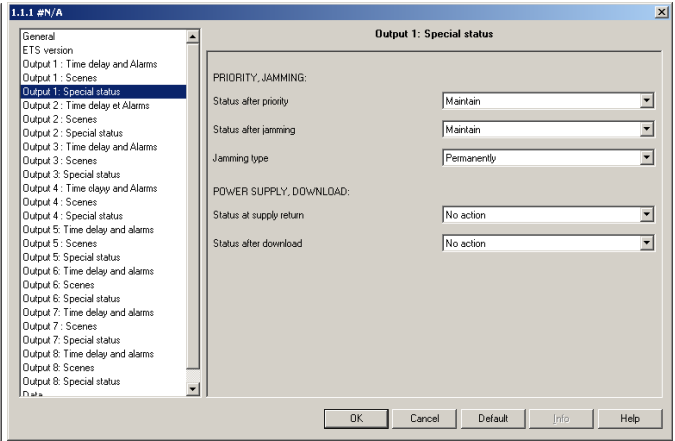 1.1.1 #N/A
General
ETS version
Output 1 : Time delay and Alarms
Output 1 : Scenes
Output 1: Special status
Output 2 : Time delay et Alarms
Output 2 : Scenes
Output 2 : Special status
Output 3 : Time delay and Alarms
Output 3 : Scenes
Output 3: Special status
Output 4 : Time clayy and Alarms
Output 4 : Scenes
Output 4 : Special status
Output 5: Time delay and alarms
Output 5 : Scenes
Output 5: Special status
Output 6: Time delay and alarms
Output 6: Scenes
Output 6: Special status
Output 7: Time delay and alarms
Output 7 : Scenes
Output 7: Special status
Output 8: Time delay and alarms
Output 8: Scenes
Output 8: Special status
Data
Output 1: Special status
PRIORITY, JAMMING:
Status after priority Maintain
Status after jamming Maintain
Jamming type Permanently
POWER SUPPLY, DOWNLOAD:
Status at supply return No action
Status after download No action
OK Cancel Default Info Help